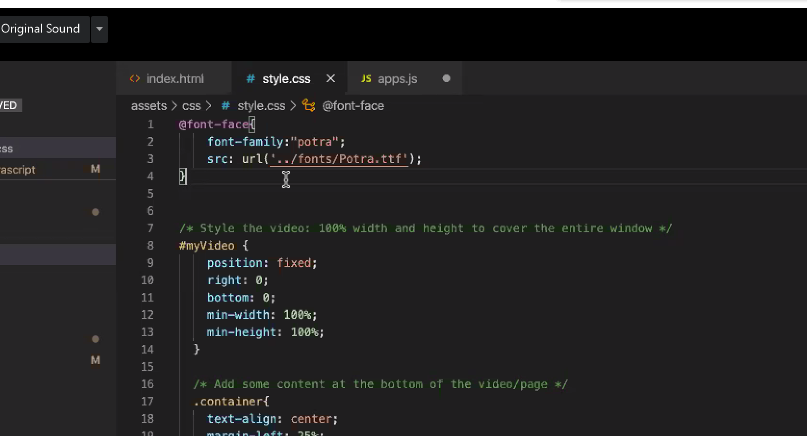 Original Sound
index.html # style.css JS apps.js
VED
assets > css > # style.css > @font-face
css
ascript M
M
1 @font-face{
2 font-family:"potra";
3 src: url('../fonts/Potra.ttf');
4 }
5
6
7 /* Style the video: 100% width and height to cover the entire window */
8 #myVideo {
9 position: fixed;
10 right: 0;
11 bottom: 0;
12 min-width: 100%;
13 min-height: 100%;
14 }
15
16 /* Add some content at the bottom of the video/page */
17 .container{
18 text-align: center;
19 margin-left: 25%;